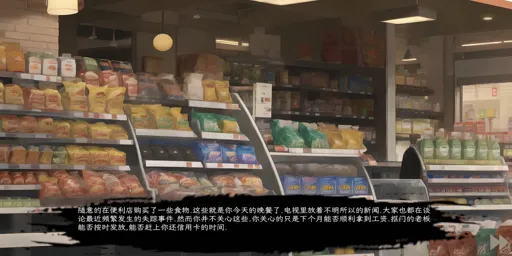 随意的在便利店购买了一些食物.这些就是你今天的晚餐了.电视里放着不明所以的新闻.大家也都在谈
论最近频繁发生的失踪事件.然而你并不关心这些.你关心的只是下个月能否顺利拿到工资.抠门的老板
能否按时发放,能否赶上你还信用卡的时间.